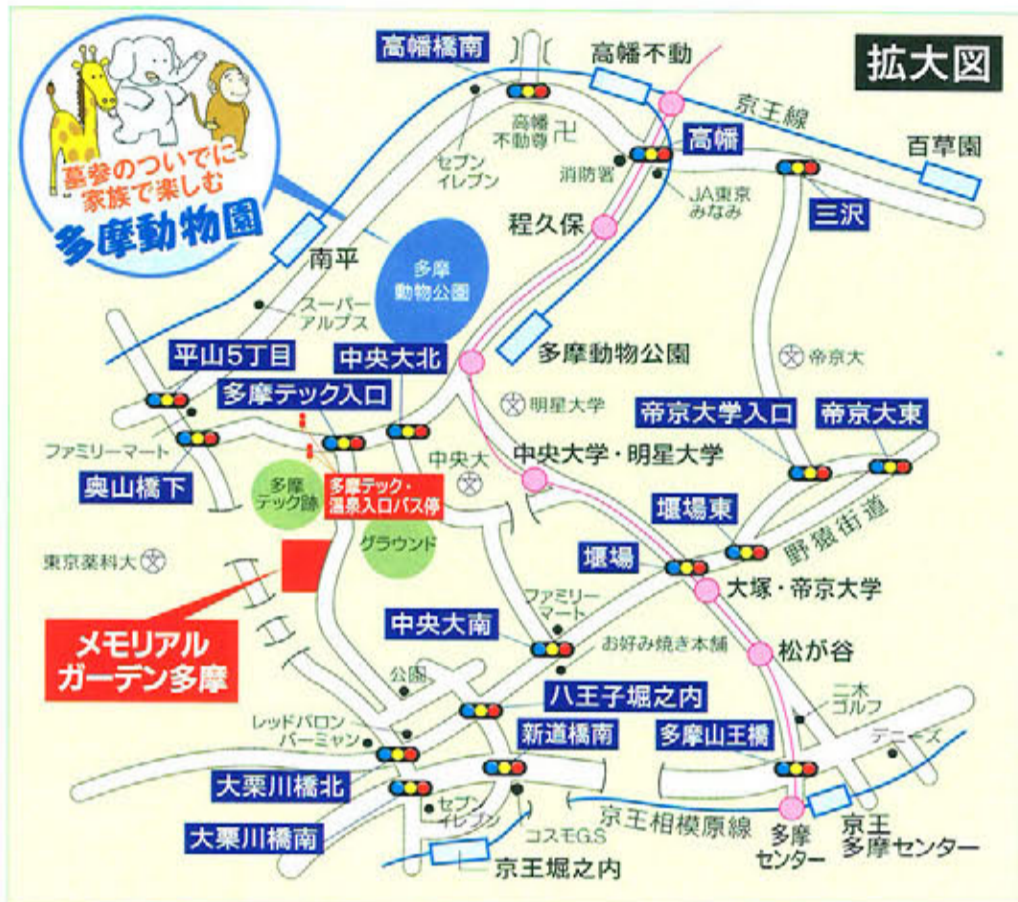 拡大図
高幡橋南
高幡不動
京王線
百草園
高幡
不動尊
セブン
イレブン
消防署
高幡
JA東京
みなみ
三沢
程久保
墓参のついでに
家族で楽しむ
多摩動物園
南平
多摩
動物公園
スーパー
アルプス
多摩動物公園
帝京大
平山5丁目
中央大北
多摩テック入口
明星大学
帝京大学入口
帝京大東
ファミリーマート
中央大
中央大学・明星大学
奥山橋下
多摩
テック跡
多摩テック・
温泉入口バス停
堰場東
野猿街道
グラウンド
堰場
東京薬科大
大塚・帝京大学
ファミリー
マート
中央大南
お好み焼き本舗
松が谷
メモリアル
ガーデン多摩
公園
八王子堀之内
二木
ゴルフ
レッドバロン
バーミヤン
新道橋南
多摩山王橋
デニーズ
大栗川橋北
セブン
イレブン
コスモG.S
京王相模原線
大栗川橋南
多摩
センター
京王
多摩センター
京王堀之内